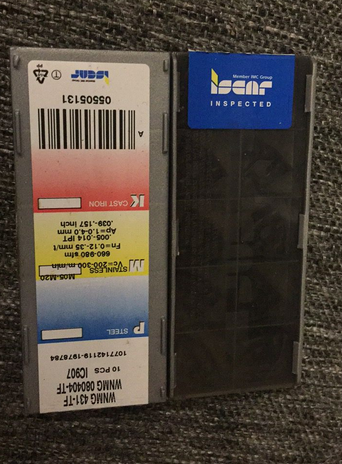 Member IMC Group
iscar
INSPECTED
WNMG 431-TF
WNMG 080404-TF
10 PCS IC907
1077142119-1978784
P STEEL
M05-M20
M STAINLESS
Vc=200-300 m/min
660-980 sfm
Fn=0.12-.35 mm/t
.005-.014 IPT
Ap=1.0-4.0 mm
.039-.157 inch
K CAST IRON
A
05505131
iscar